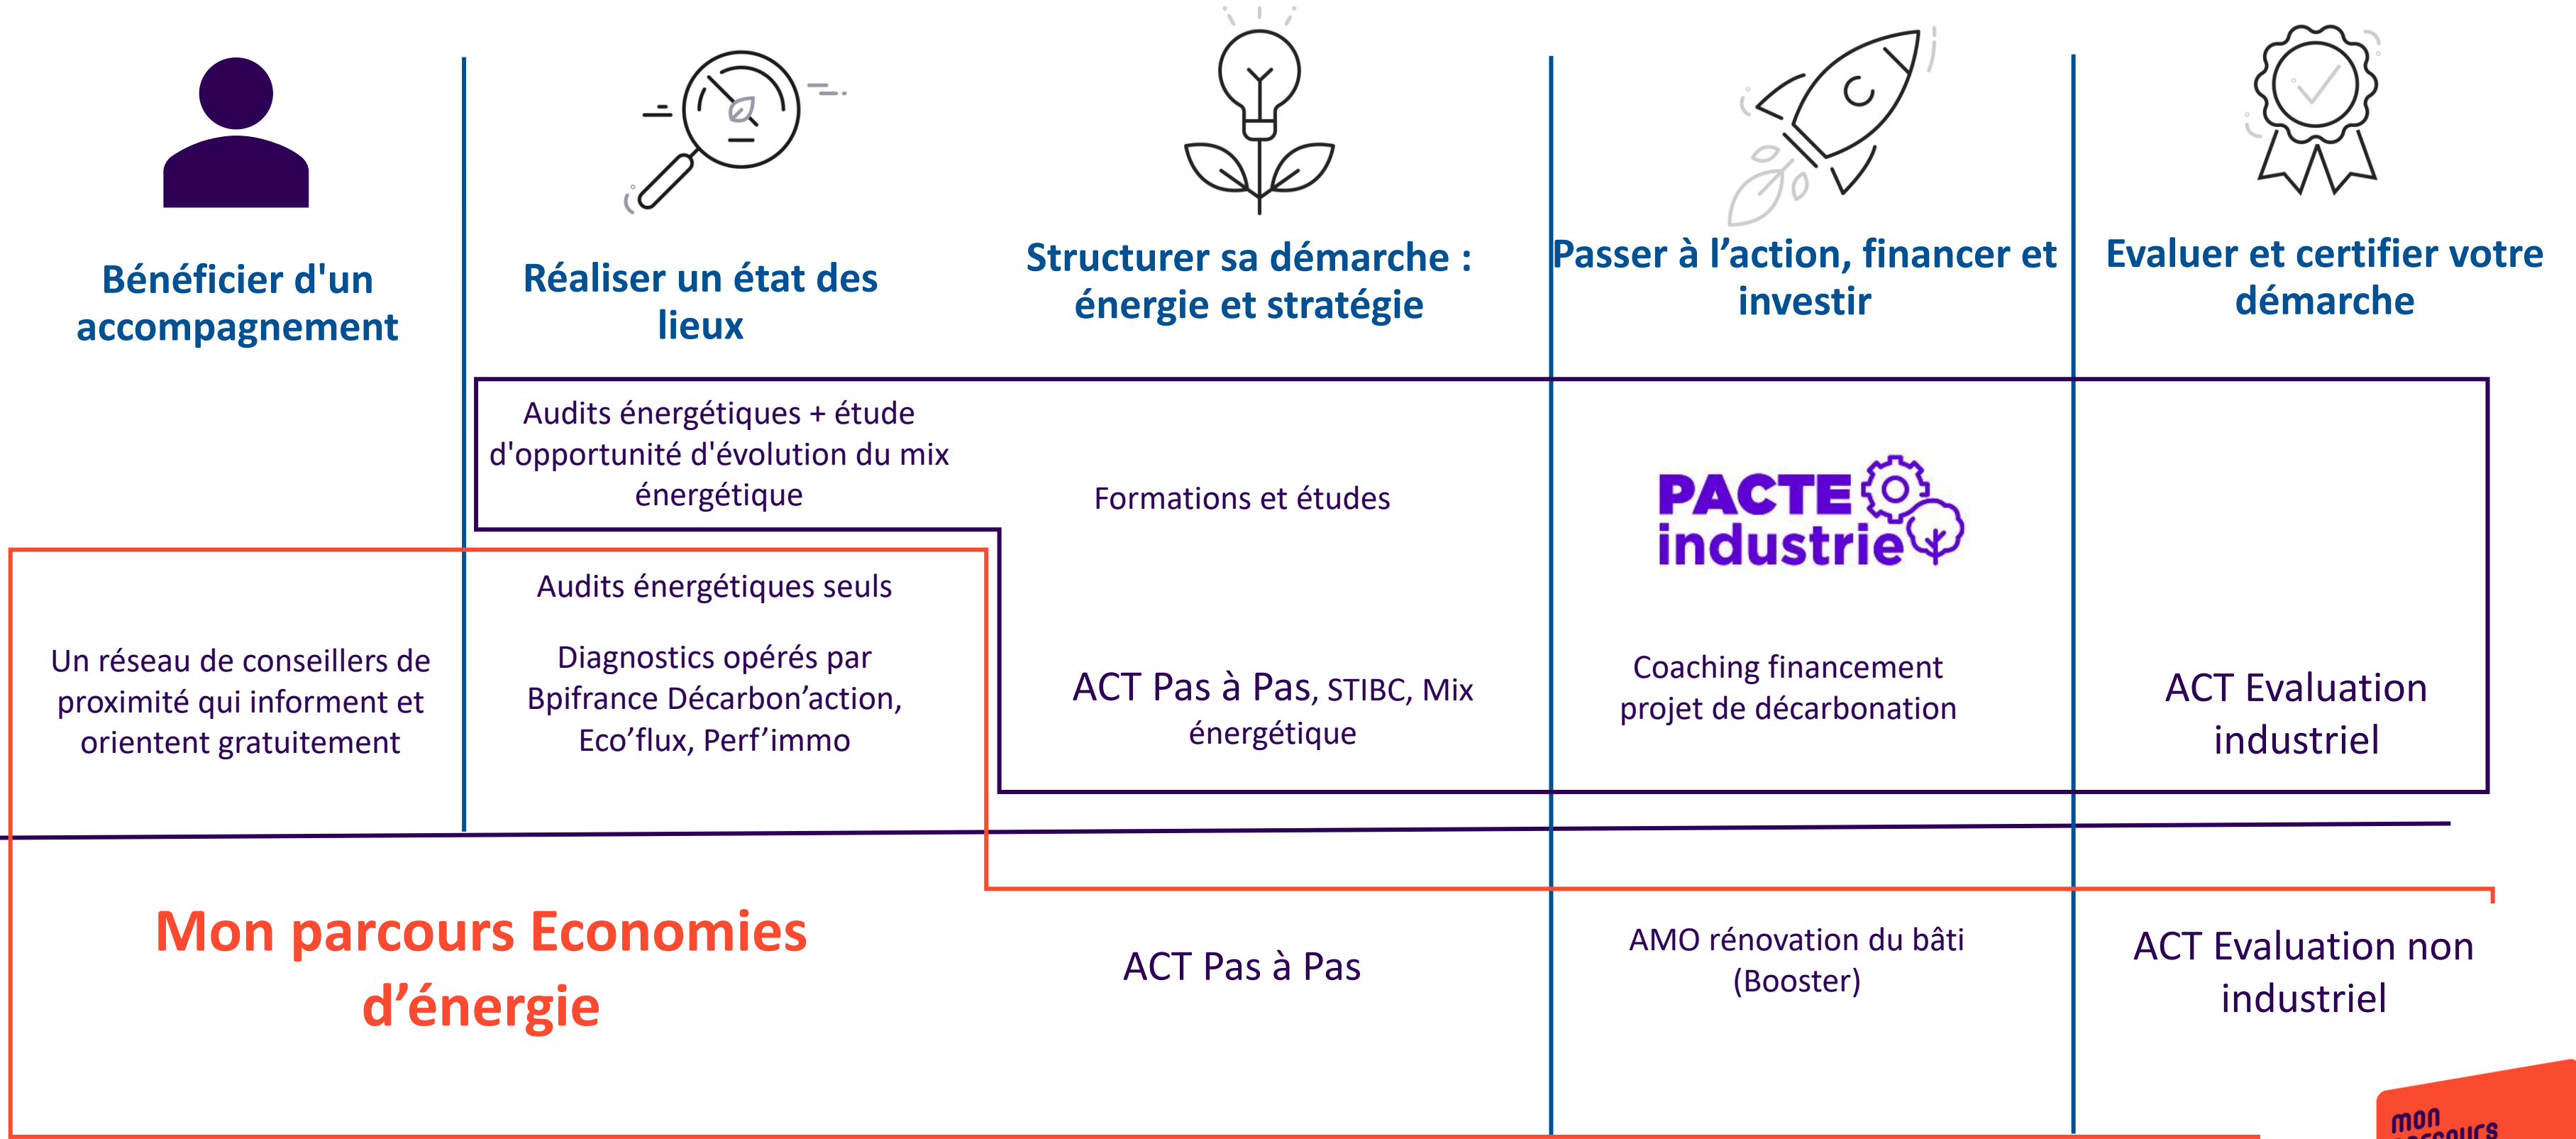 Bénéficier d'un
accompagnement
Réaliser un état des
lieux
Structurer sa démarche :
énergie et stratégie
Passer à l’action, financer et
investir
Evaluer et certifier votre
démarche
Audits énergétiques + étude
d'opportunité d'évolution du mix
énergétique
Formations et études
PACTE
industrie
Audits énergétiques seuls
Un réseau de conseillers de
proximité qui informent et
orientent gratuitement
Diagnostics opérés par
Bpifrance Décarbon’action,
Eco’flux, Perf’immo
ACT Pas à Pas, STIBC, Mix
énergétique
Coaching financement
projet de décarbonation
ACT Evaluation
industriel
Mon parcours Economies
d’énergie
ACT Pas à Pas
AMO rénovation du bâti
(Booster)
ACT Evaluation non
industriel
mon